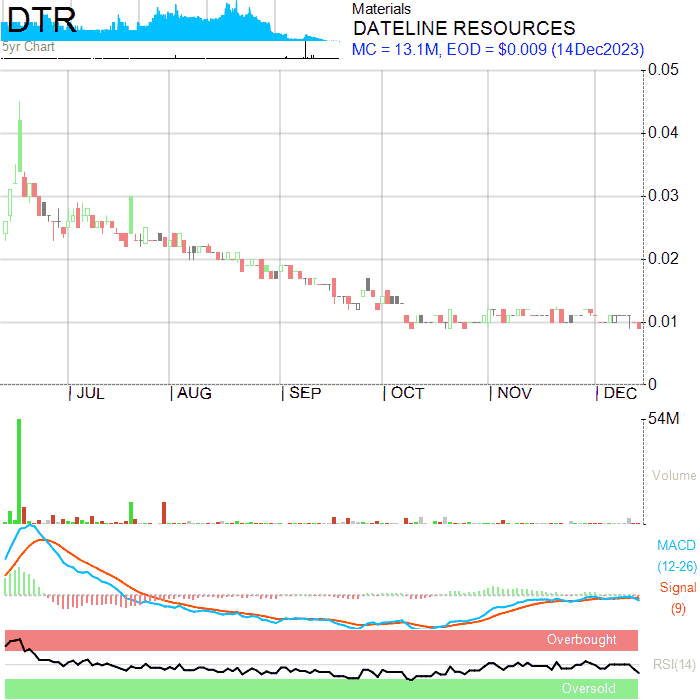 DTR
5yr Chart
Materials
DATELINE RESOURCES
MC = 13.1M, EOD = $0.009 (14Dec2023)
0.05
0.04
0.03
0.02
0.01
0
JUL AUG SEP OCT NOV DEC
54M
Volume
MACD
(12-26)
Signal
(9)
Overbought
RSI(14)
Oversold